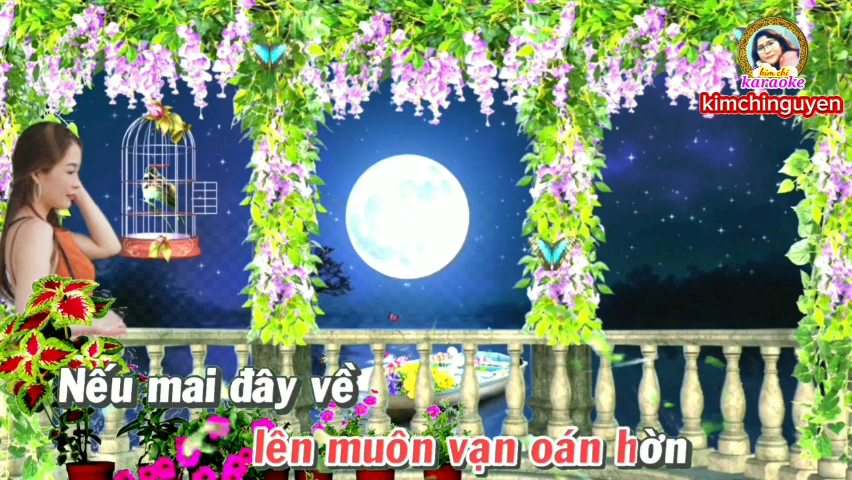 kim chi
karaoke
kimchinguyen
Nếu mai đây về
lên muôn vạn oán hờn